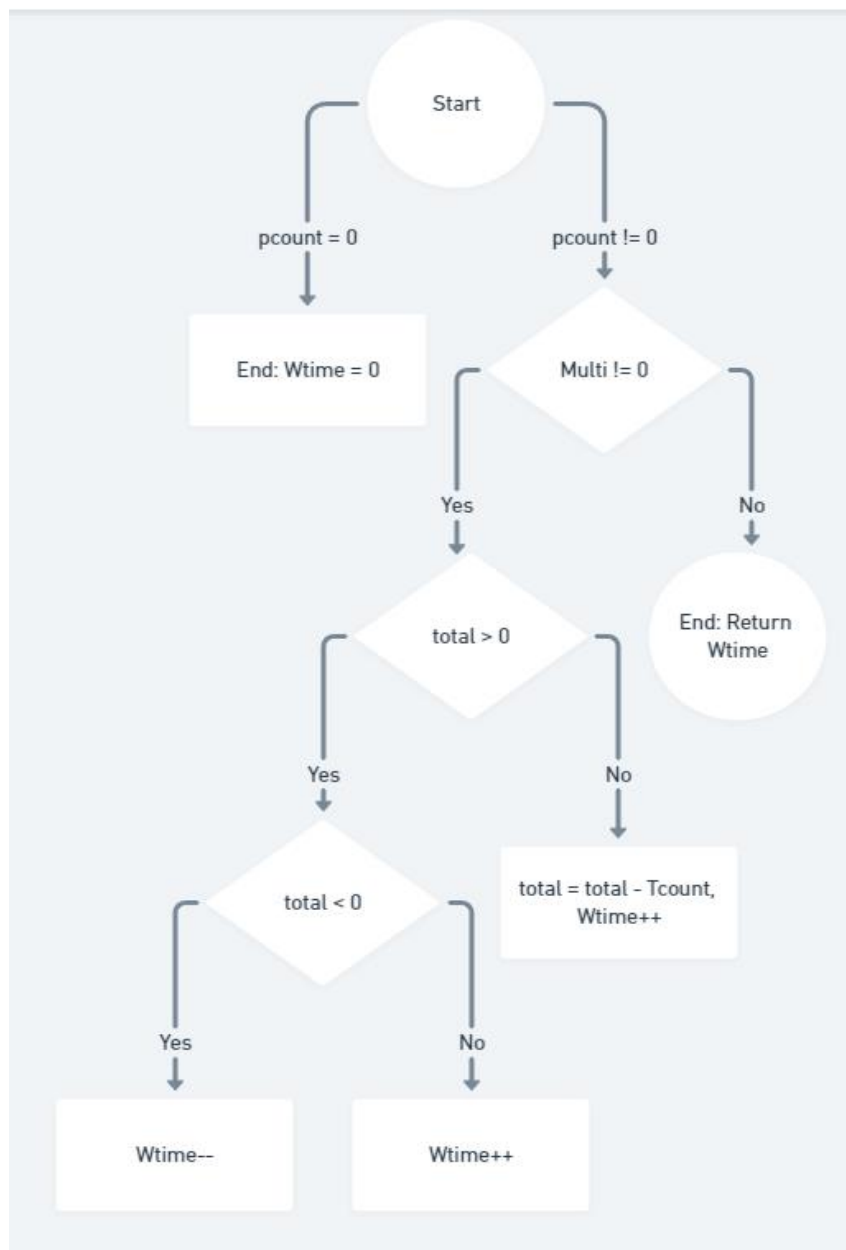 Start
pcount = 0
pcount != 0
End: Wtime = 0
Multi != 0
Yes
No
total > 0
End: Return
Wtime
Yes
No
total < 0
total = total - Tcount,
Wtime++
Yes
No
Wtime--
Wtime++